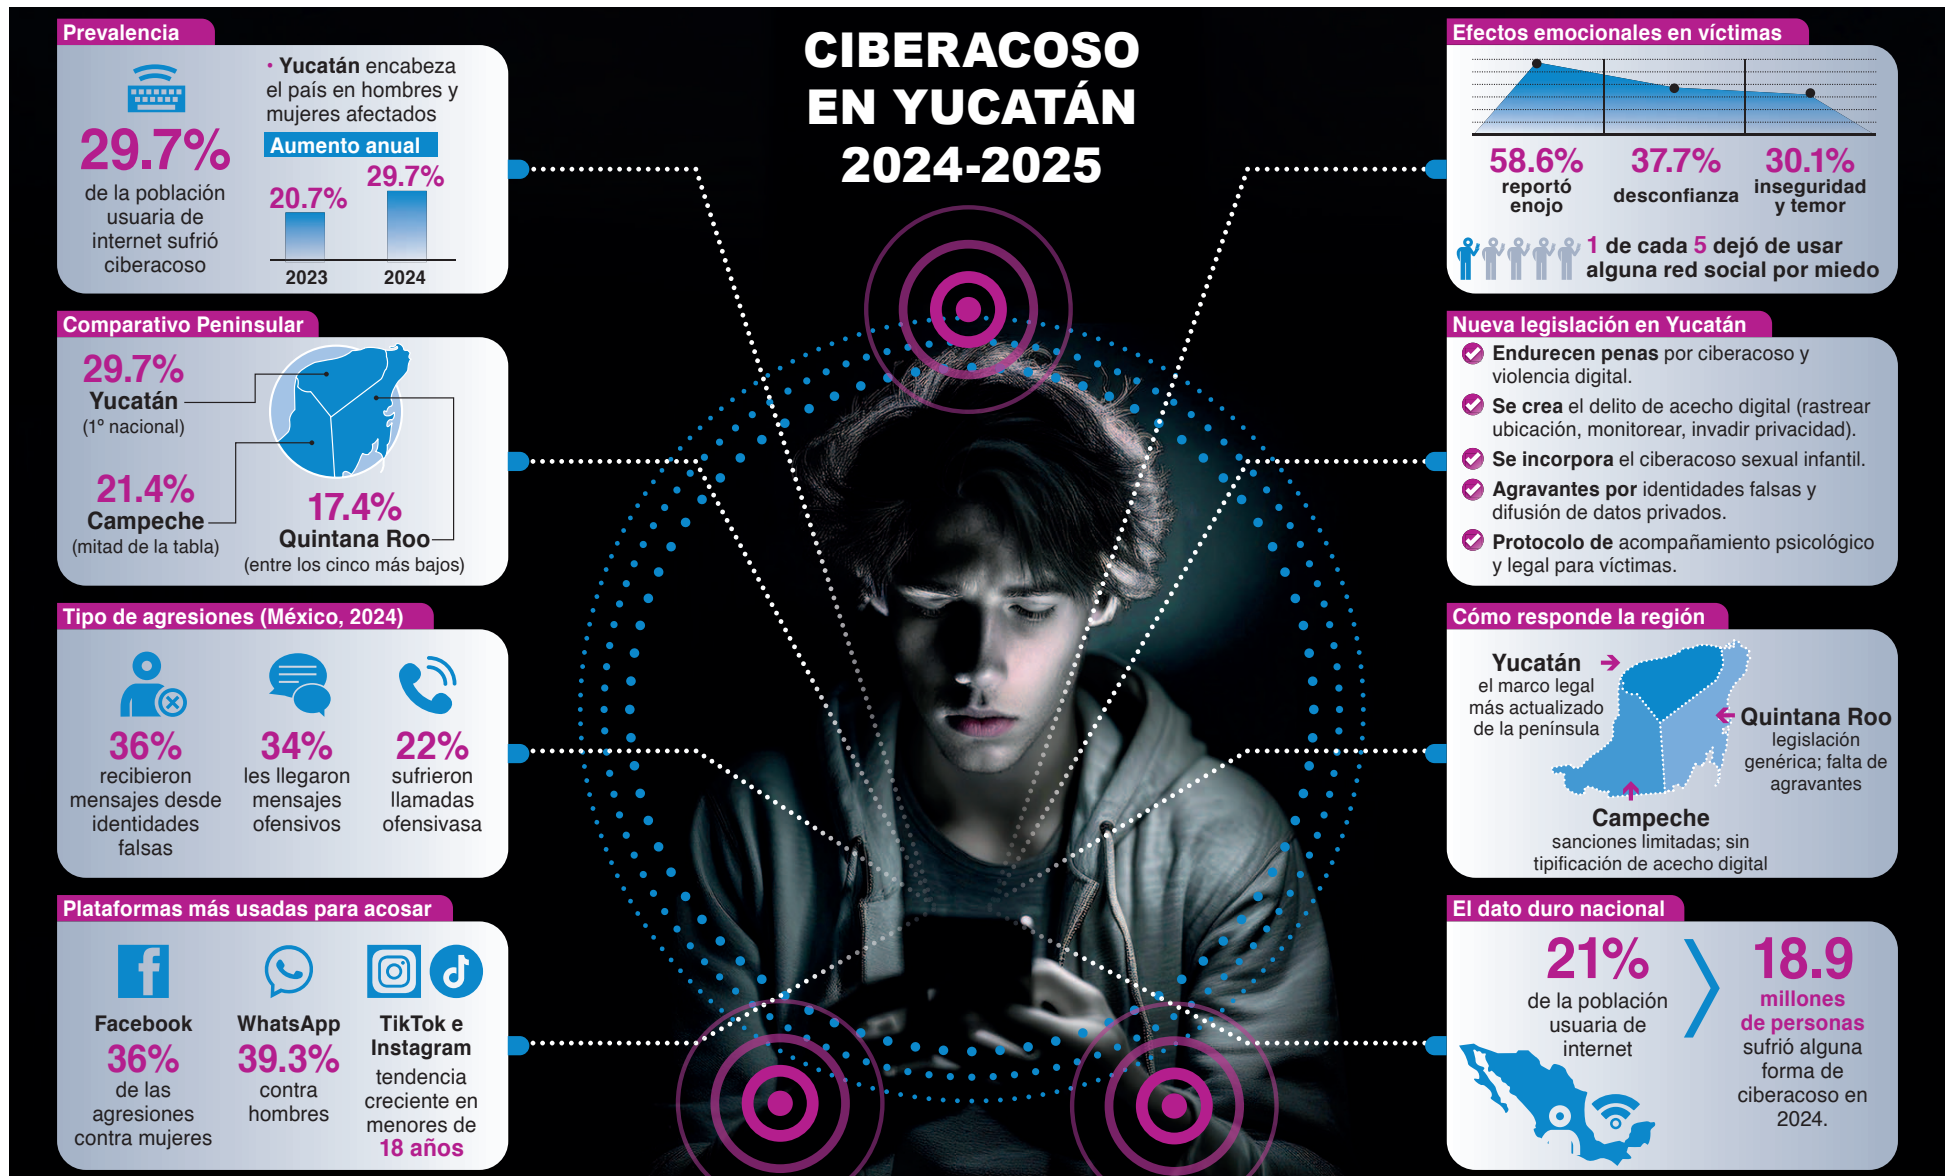 CIBERACOSO
EN YUCATÁN
2024-2025
Prevalencia
29.7%
de la población
usuaria de
internet sufrió
ciberacoso
• Yucatán encabeza
el país en hombres y
mujeres afectados
Aumento anual
20.7%
29.7%
2023
2024
Comparativo Peninsular
29.7%
Yucatán
(1º nacional)
21.4%
Campeche
(mitad de la tabla)
17.4%
Quintana Roo
(entre los cinco más bajos)
Tipo de agresiones (México, 2024)
36%
recibieron
mensajes desde
identidades
falsas
34%
les llegaron
mensajes
ofensivos
22%
sufrieron
llamadas
ofensivasa
Plataformas más usadas para acosar
Facebook
36%
de las
agresiones
contra mujeres
WhatsApp
39.3%
contra
hombres
TikTok e
Instagram
tendencia
creciente en
menores de
18 años
Efectos emocionales en víctimas
58.6%
reportó
enojo
37.7%
desconfianza
30.1%
inseguridad
y temor
1 de cada 5 dejó de usar
alguna red social por miedo
Nueva legislación en Yucatán
Endurecen penas por ciberacoso y
violencia digital.
Se crea el delito de acecho digital (rastrear
ubicación, monitorear, invadir privacidad).
Se incorpora el ciberacoso sexual infantil.
Agravantes por identidades falsas y
difusión de datos privados.
Protocolo de acompañamiento psicológico
y legal para víctimas.
Cómo responde la región
Yucatán
el marco legal
más actualizado
de la península
Quintana Roo
legislación
genérica; falta de
agravantes
Campeche
sanciones limitadas; sin
tipificación de acecho digital
El dato duro nacional
21%
de la población
usuaria de
internet
18.9
millones
de personas
sufrió alguna
forma de
ciberacoso en
2024.